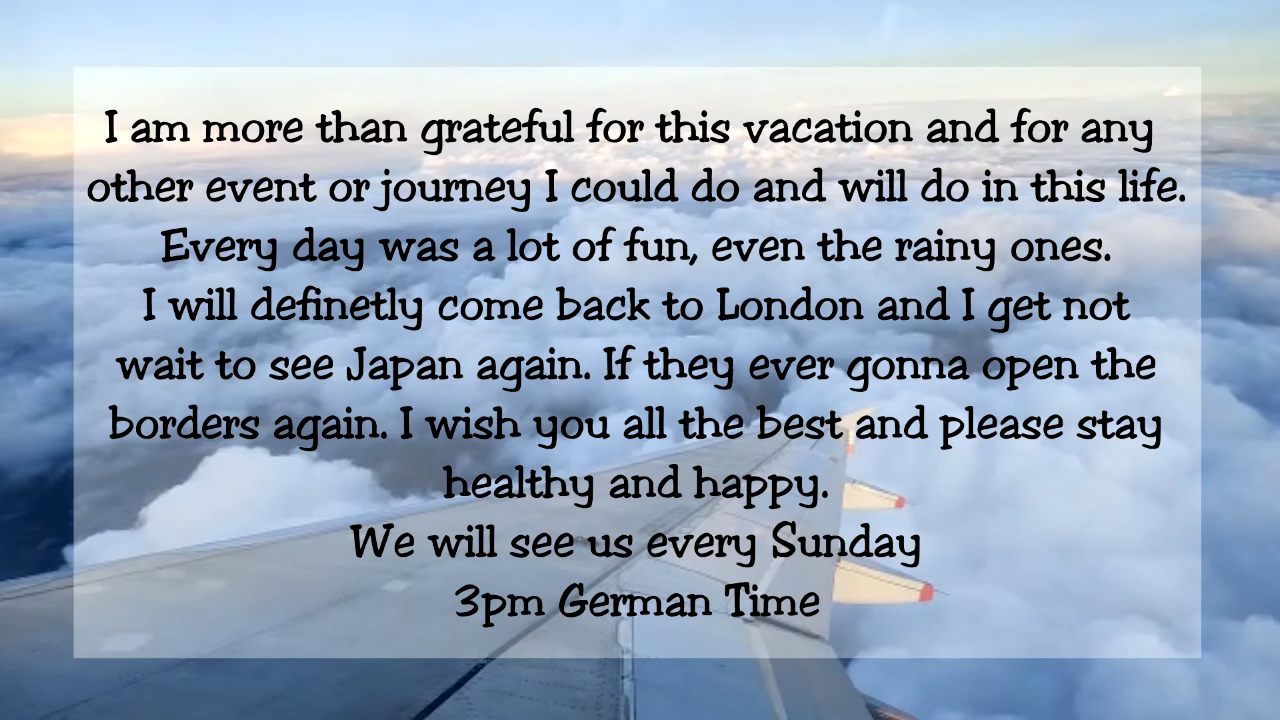 I am more than grateful for this vacation and for any
other event or journey I could do and will do in this life.
Every day was a lot of fun, even the rainy ones.
I will definetly come back to London and I get not
wait to see Japan again. If they ever gonna open the
borders again. I wish you all the best and please stay
healthy and happy.
We will see us every Sunday
3pm German Time